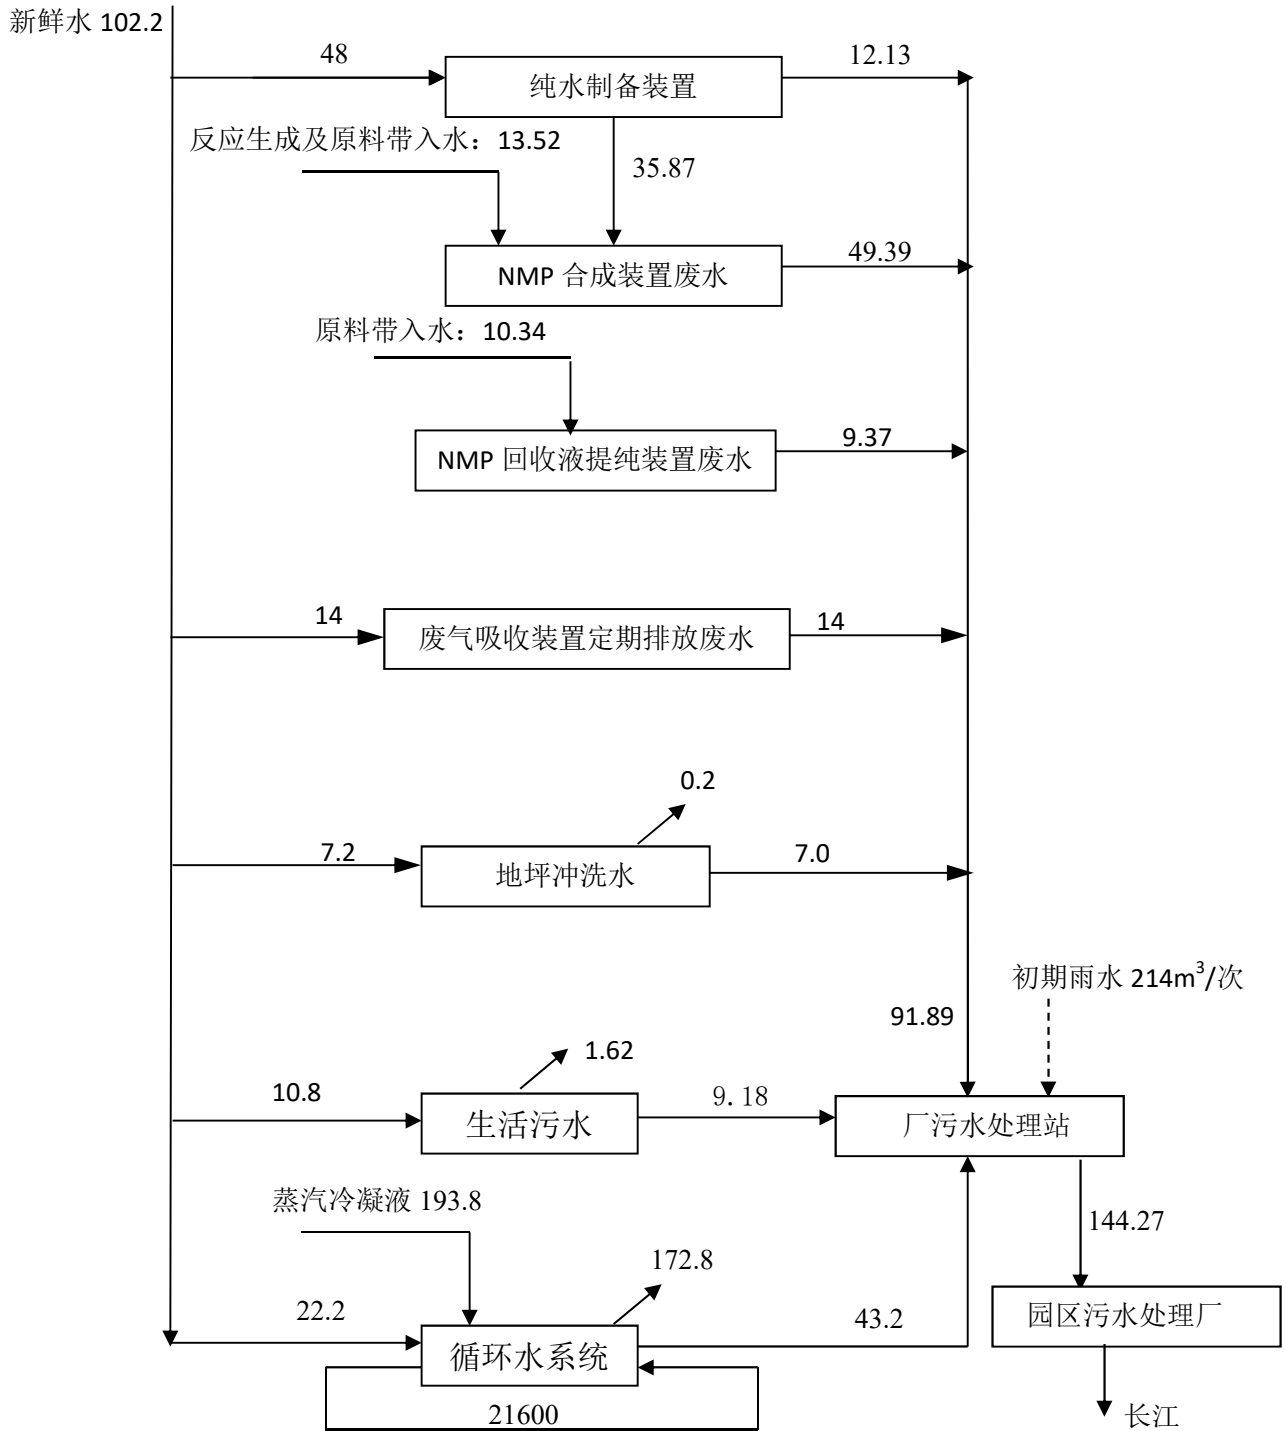 新鲜水 102.2
48
12.13
纯水制备装置
反应生成及原料带入水：13.52
35.87
49.39
NMP 合成装置废水
原料带入水：10.34
9.37
NMP 回收液提纯装置废水
14
14
废气吸收装置定期排放废水
0.2
7.2
7.0
地坪冲洗水
初期雨水 214m³/次
91.89
1.62
10.8
9.18
生活污水
厂污水处理站
蒸汽冷凝液 193.8
144.27
172.8
22.2
43.2
园区污水处理厂
循环水系统
21600
长江